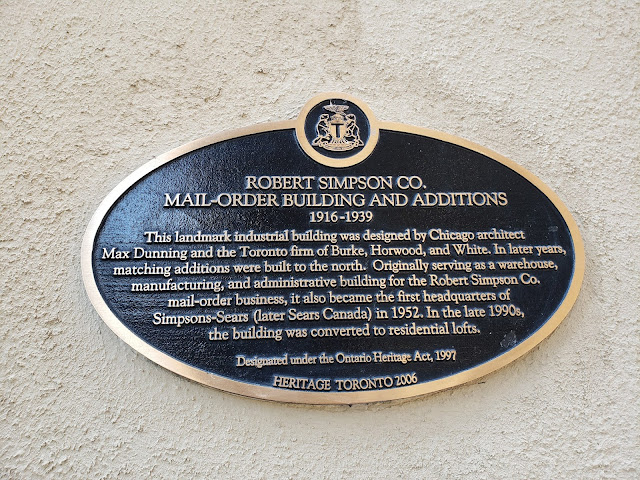 T
ROBERT SIMPSON CO.
MAIL-ORDER BUILDING AND ADDITIONS
1916-1939
This landmark industrial building was designed by Chicago architect
Max Dunning and the Toronto firm of Burke, Horwood, and White. In later years,
matching additions were built to the north. Originally serving as a warehouse,
manufacturing, and administrative building for the Robert Simpson Co.
mail-order business, it also became the first headquarters of
Simpsons-Sears (later Sears Canada) in 1952. In the late 1990s,
the building was converted to residential lofts.
Designated under the Ontario Heritage Act, 1997
HERITAGE TORONTO 2006